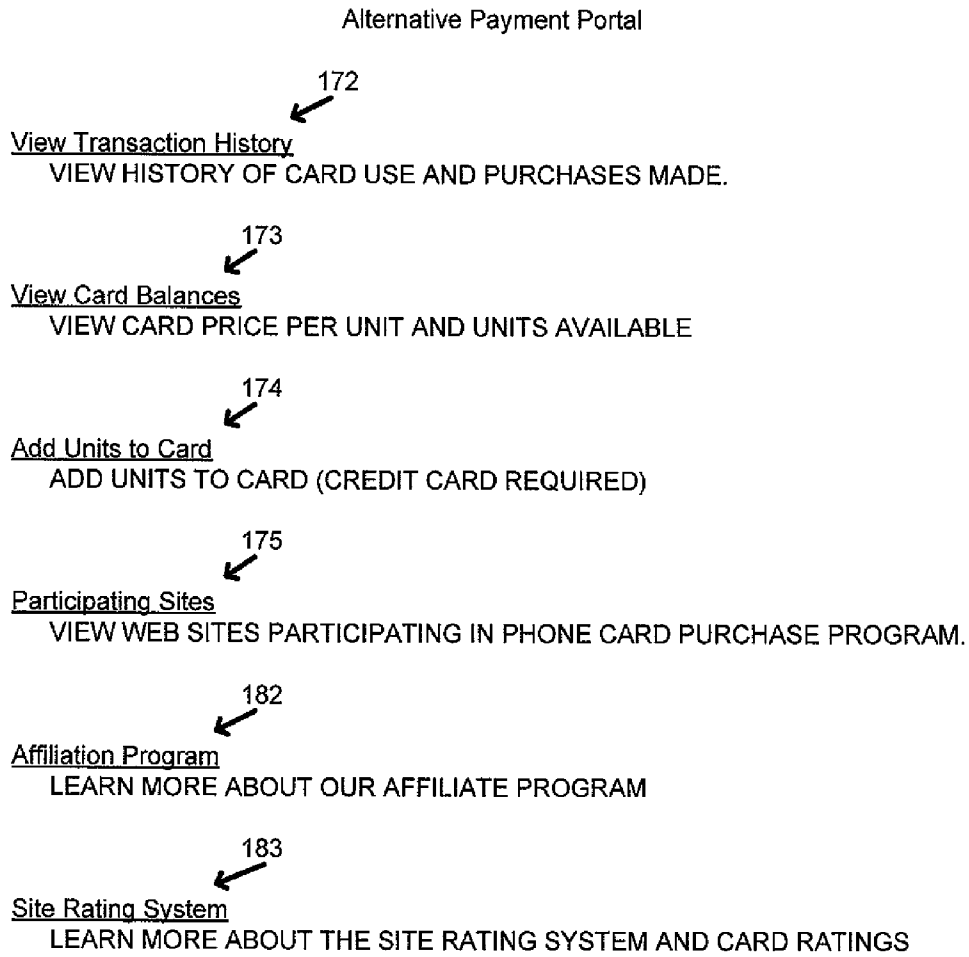 Alternative Payment Portal
172
View Transaction History
VIEW HISTORY OF CARD USE AND PURCHASES MADE.
173
View Card Balances
VIEW CARD PRICE PER UNIT AND UNITS AVAILABLE
174
Add Units to Card
ADD UNITS TO CARD (CREDIT CARD REQUIRED)
175
Participating Sites
VIEW WEB SITES PARTICIPATING IN PHONE CARD PURCHASE PROGRAM.
182
Affiliation Program
LEARN MORE ABOUT OUR AFFILIATE PROGRAM
183
Site Rating System
LEARN MORE ABOUT THE SITE RATING SYSTEM AND CARD RATINGS